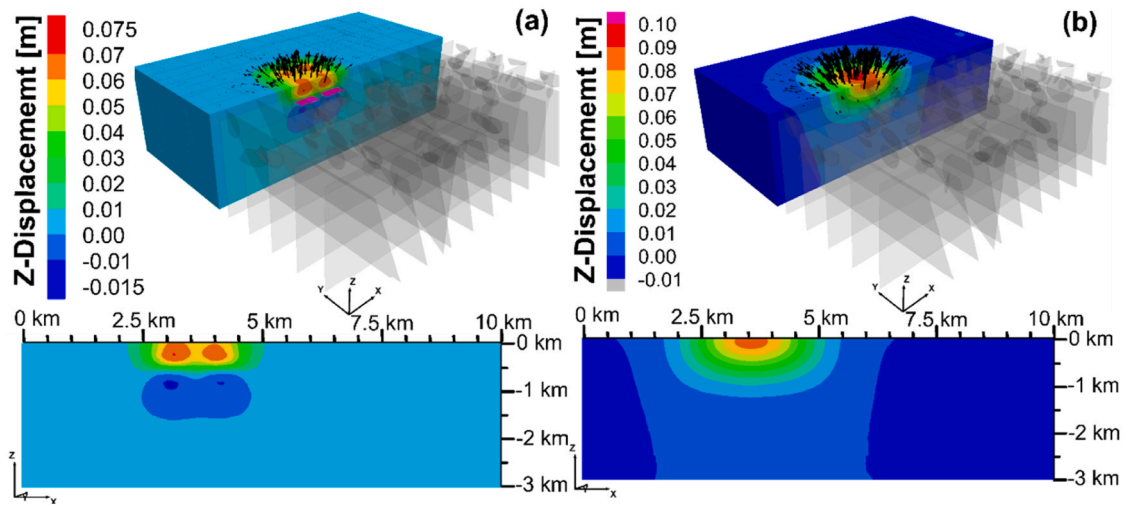 (a)
Z-Displacememt [m]
0.075
0.07
0.06
0.05
0.04
0.03
0.02
0.01
0.00
-0.01
-0.015
Y Z X
0 km 2.5 km 5 km 7.5 km 10 km
0 km
-1 km
-2 km
-3 km
Z
Y X
(b)
Z-Displacememt [m]
0.10
0.10
0.09
0.08
0.07
0.06
0.05
0.04
0.03
0.02
0.00
-0.01
Y Z X
0 km 2.5 km 5 km 7.5 km 10 km
0 km
-1 km
-2 km
-3 km
Z
Y X